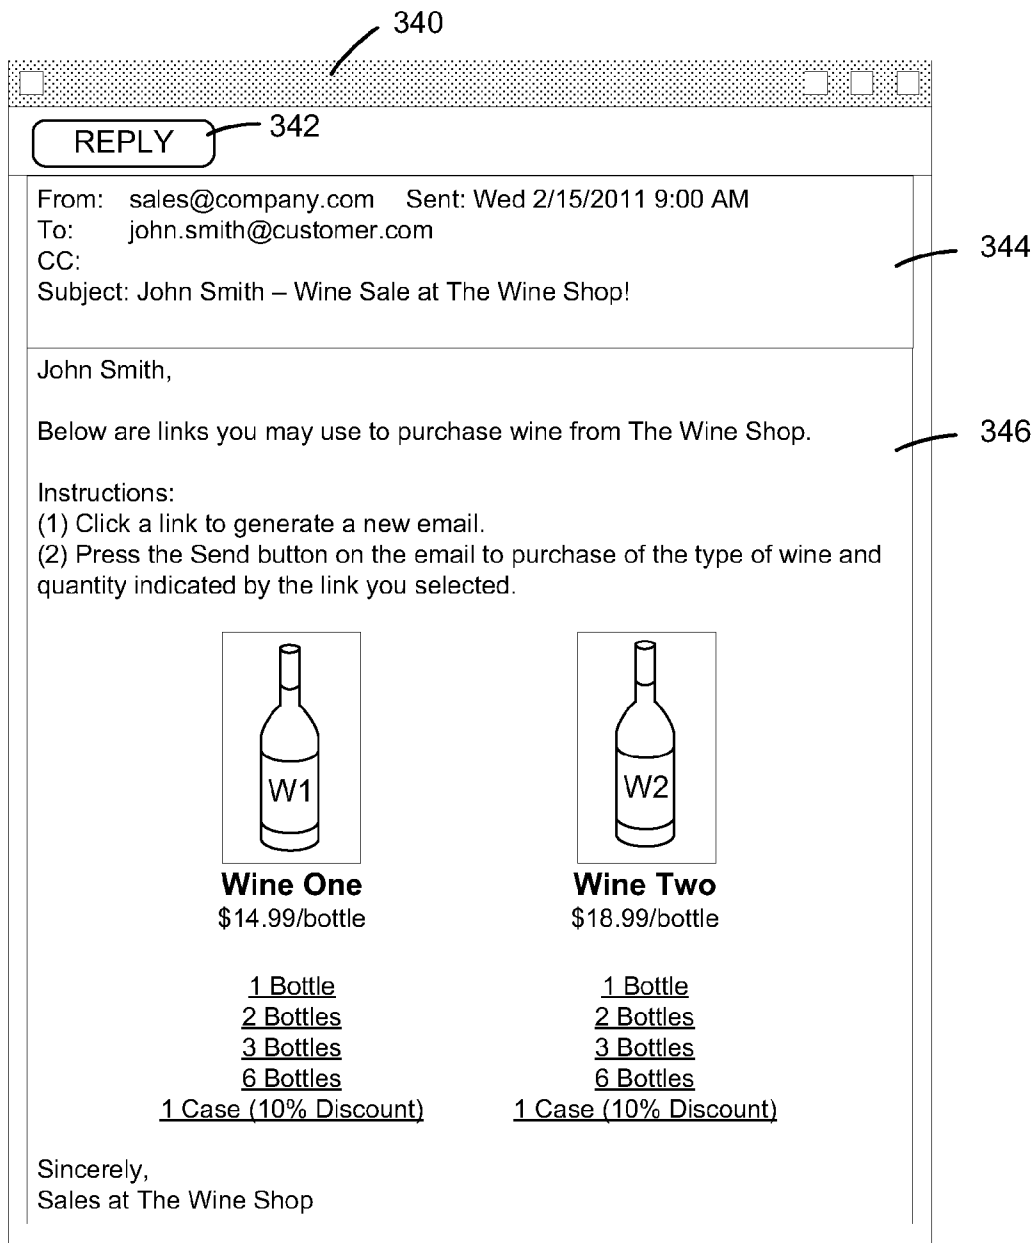 340
REPLY
342
From: sales@company.com Sent: Wed 2/15/2011 9:00 AM
To: john.smith@customer.com
CC:
344
Subject: John Smith – Wine Sale at The Wine Shop!
John Smith,
Below are links you may use to purchase wine from The Wine Shop.
346
Instructions:
(1) Click a link to generate a new email.
(2) Press the Send button on the email to purchase of the type of wine and
quantity indicated by the link you selected.
W1
W2
Wine One
Wine Two
$14.99/bottle
$18.99/bottle
1 Bottle
1 Bottle
2 Bottles
2 Bottles
3 Bottles
3 Bottles
6 Bottles
6 Bottles
1 Case (10% Discount)
1 Case (10% Discount)
Sincerely,
Sales at The Wine Shop